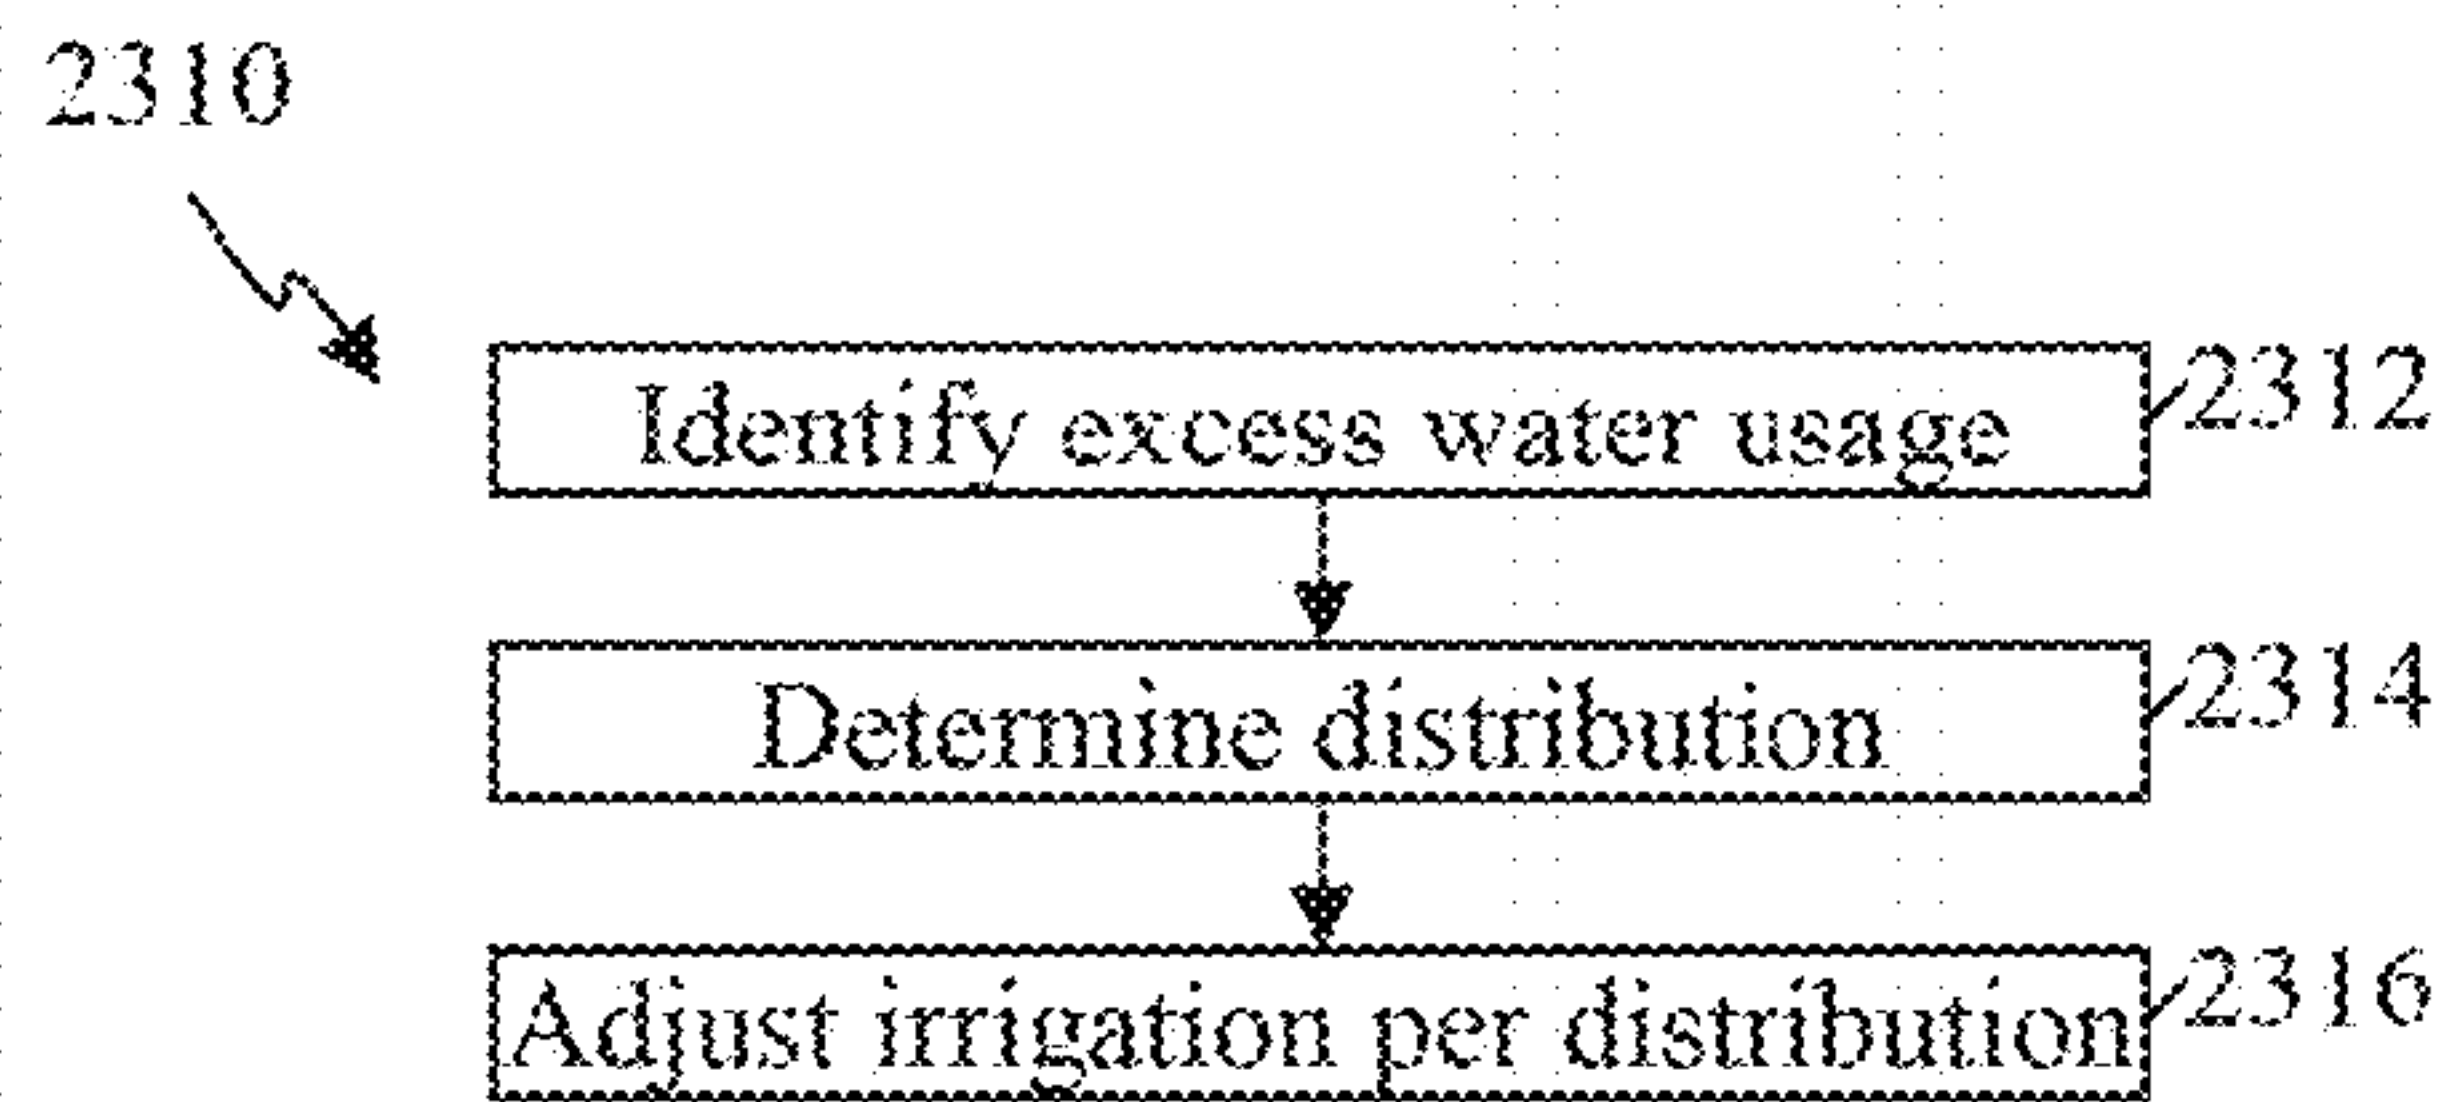 2310
Identify excess water usage
2312
Determine distribution
2314
Adjust irrigation per distribution
2316